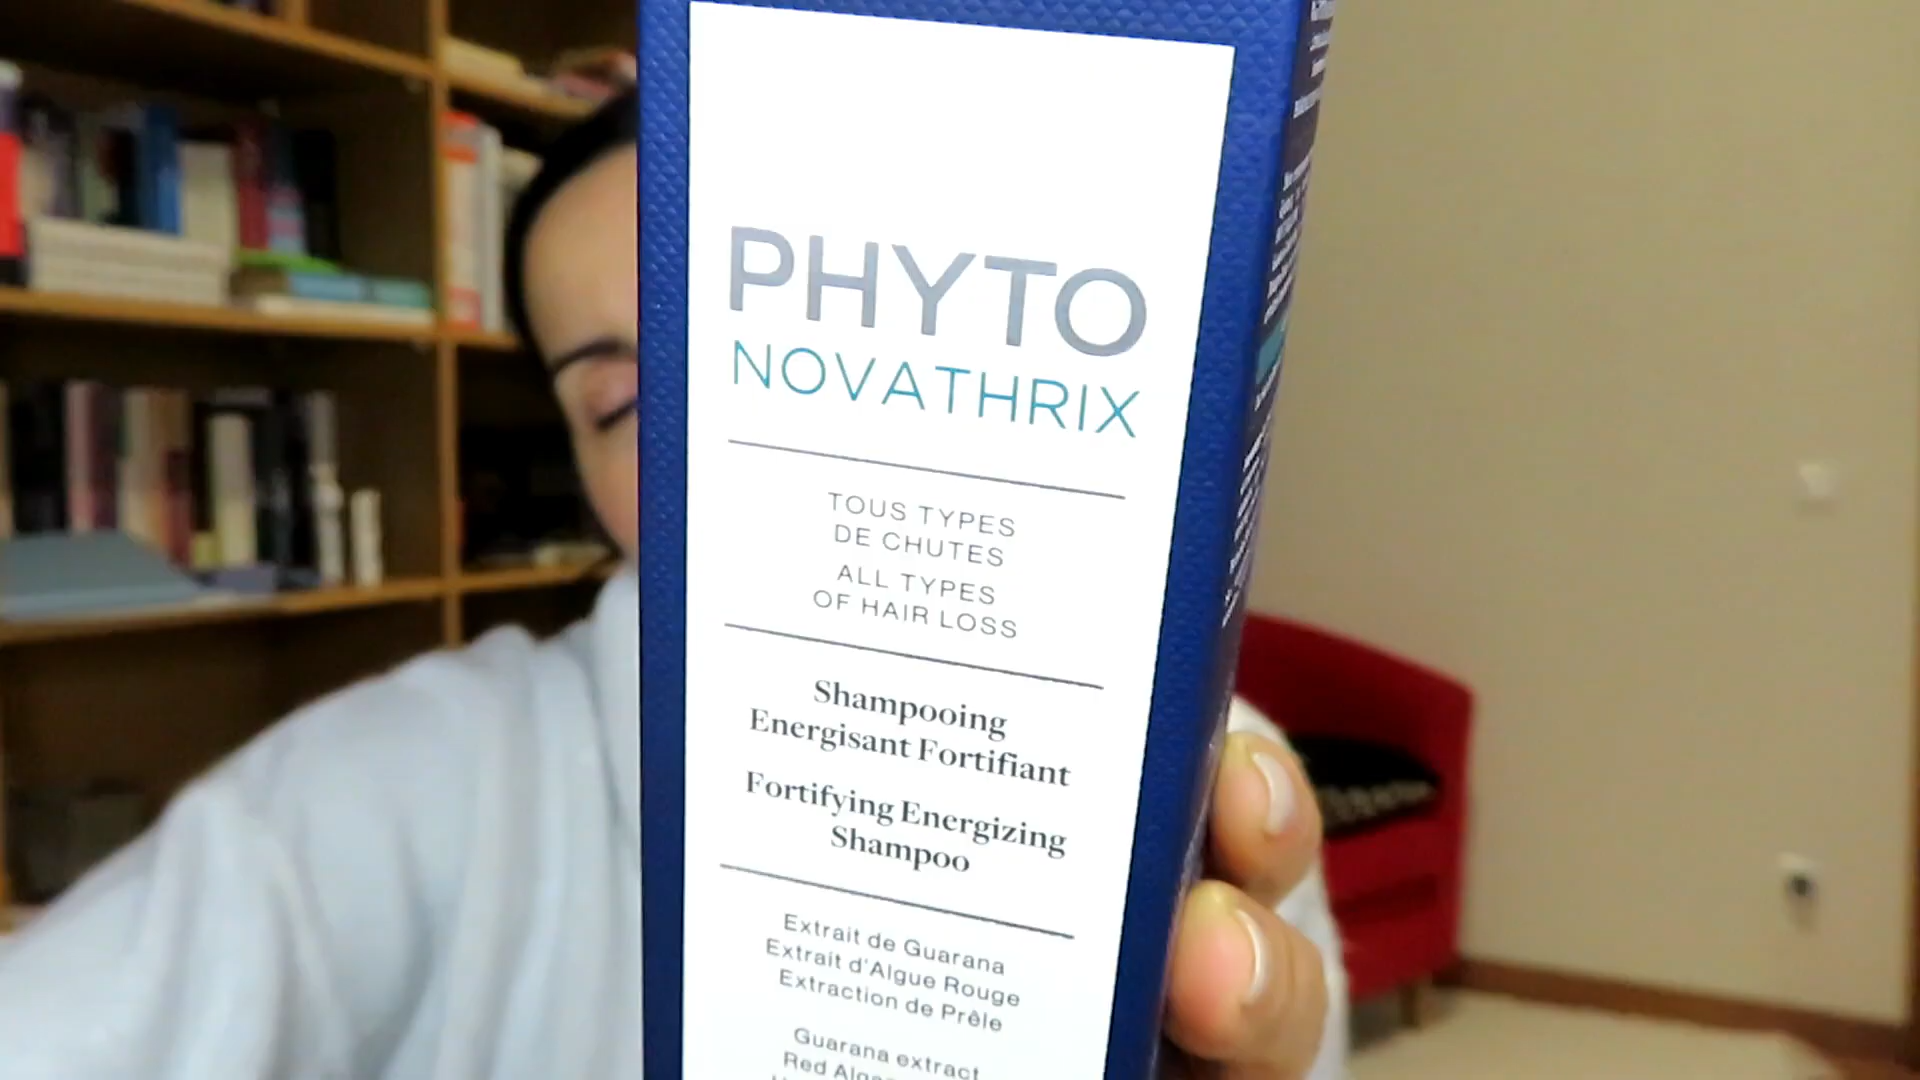 PHYTO
NOVATHRIX
TOUS TYPES
DE CHUTES
ALL TYPES
OF HAIR LOSS
Shampooing
Energisant Fortifiant
Fortifying Energizing
Shampoo
Extrait de Guarana
Extrait d'Algue Rouge
Extraction de Prêle
Guarana extract
Red